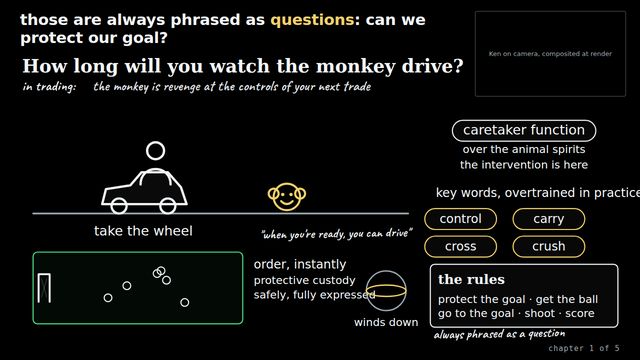 those are always phrased as questions: can we
protect our goal?
Ken on camera, composited at render
How long will you watch the monkey drive?
in trading: the monkey is revenge at the controls of your next trade
caretaker function
over the animal spirits
the intervention is here
key words, overtrained in practice
control carry
cross crush
take the wheel
"when you're ready, you can drive"
order, instantly
protective custody
safely, fully expressed
winds down
the rules
protect the goal · get the ball
go to the goal · shoot · score
always phrased as a question
chapter 1 of 5